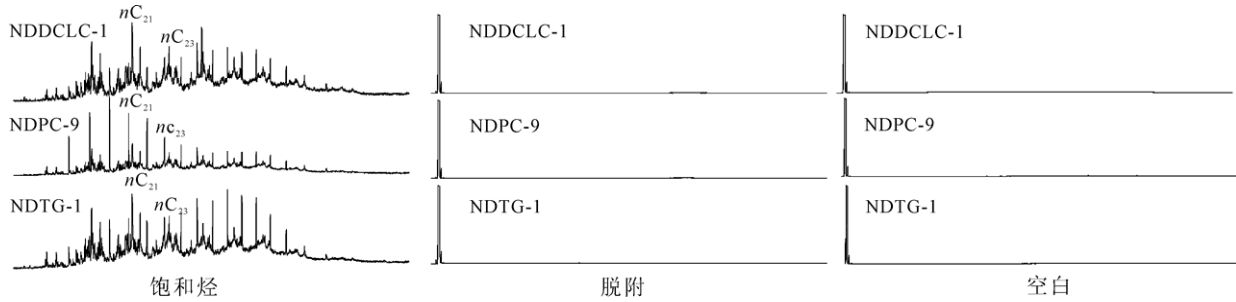 NDDCLC-1
nC₂₁
nC₂₃
NDDCLC-1
NDDCLC-1
NDPC-9
nC₂₁
nc₂₃
NDPC-9
NDPC-9
NDTG-1
nC₂₁
nC₂₃
NDTG-1
NDTG-1
饱和烃
脱附
空白